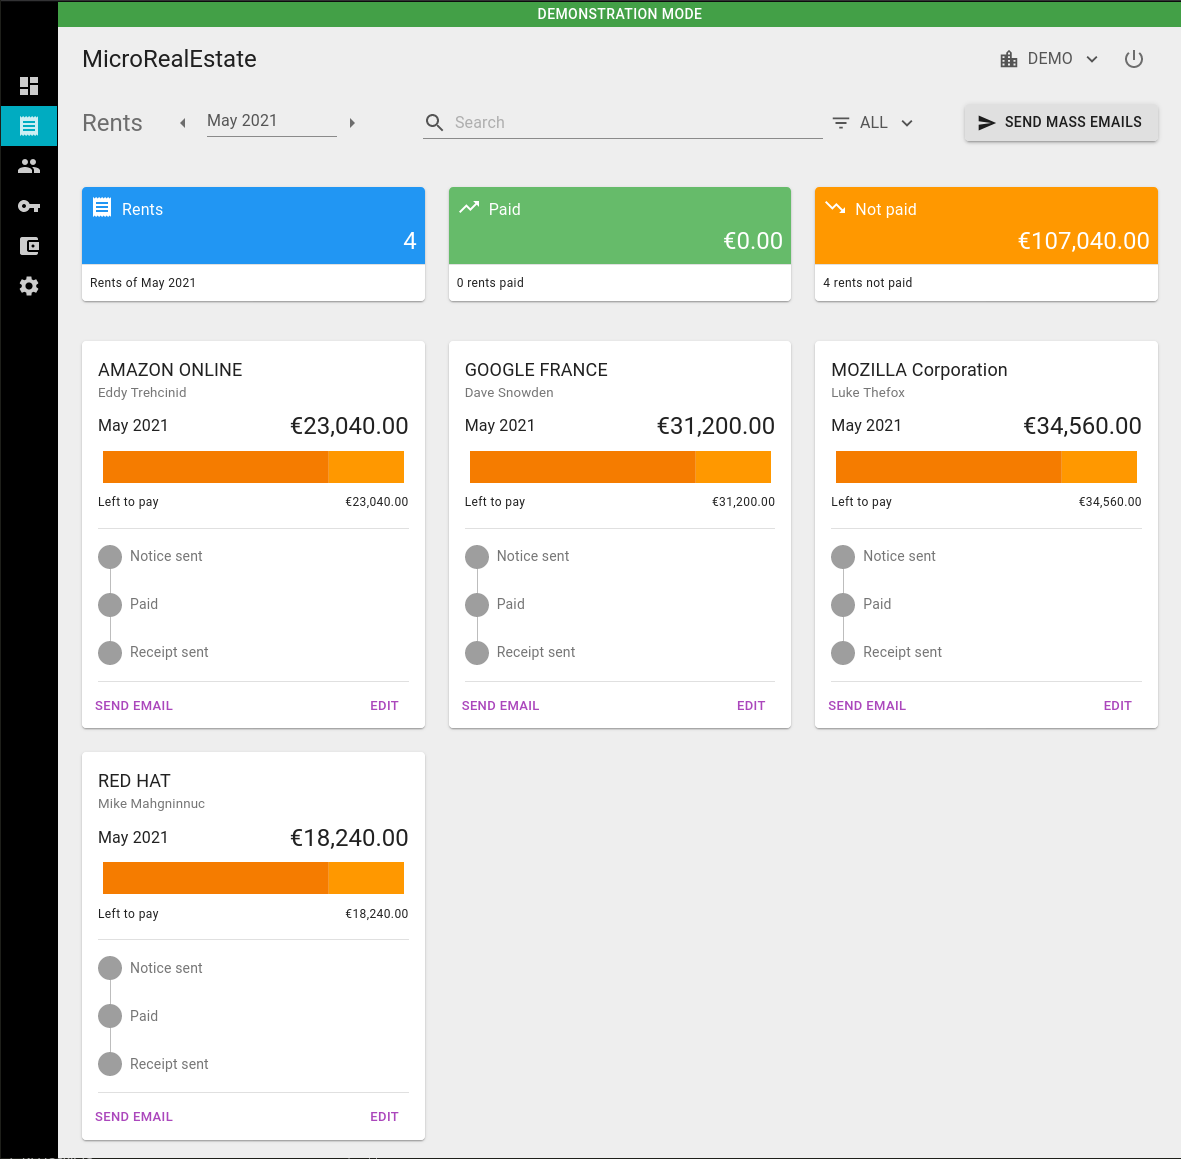 DEMONSTRATION MODE
MicroRealEstate
DEMO
Rents
May 2021
Search
ALL
SEND MASS EMAILS
Rents
4
Rents of May 2021
Paid
€0.00
0 rents paid
Not paid
€107,040.00
4 rents not paid
AMAZON ONLINE
Eddy Trehcinid
May 2021 €23,040.00
Left to pay €23,040.00
Notice sent
Paid
Receipt sent
SEND EMAIL EDIT
GOOGLE FRANCE
Dave Snowden
May 2021 €31,200.00
Left to pay €31,200.00
Notice sent
Paid
Receipt sent
SEND EMAIL EDIT
MOZILLA Corporation
Luke Thefox
May 2021 €34,560.00
Left to pay €34,560.00
Notice sent
Paid
Receipt sent
SEND EMAIL EDIT
RED HAT
Mike Mahgninnuc
May 2021 €18,240.00
Left to pay €18,240.00
Notice sent
Paid
Receipt sent
SEND EMAIL EDIT